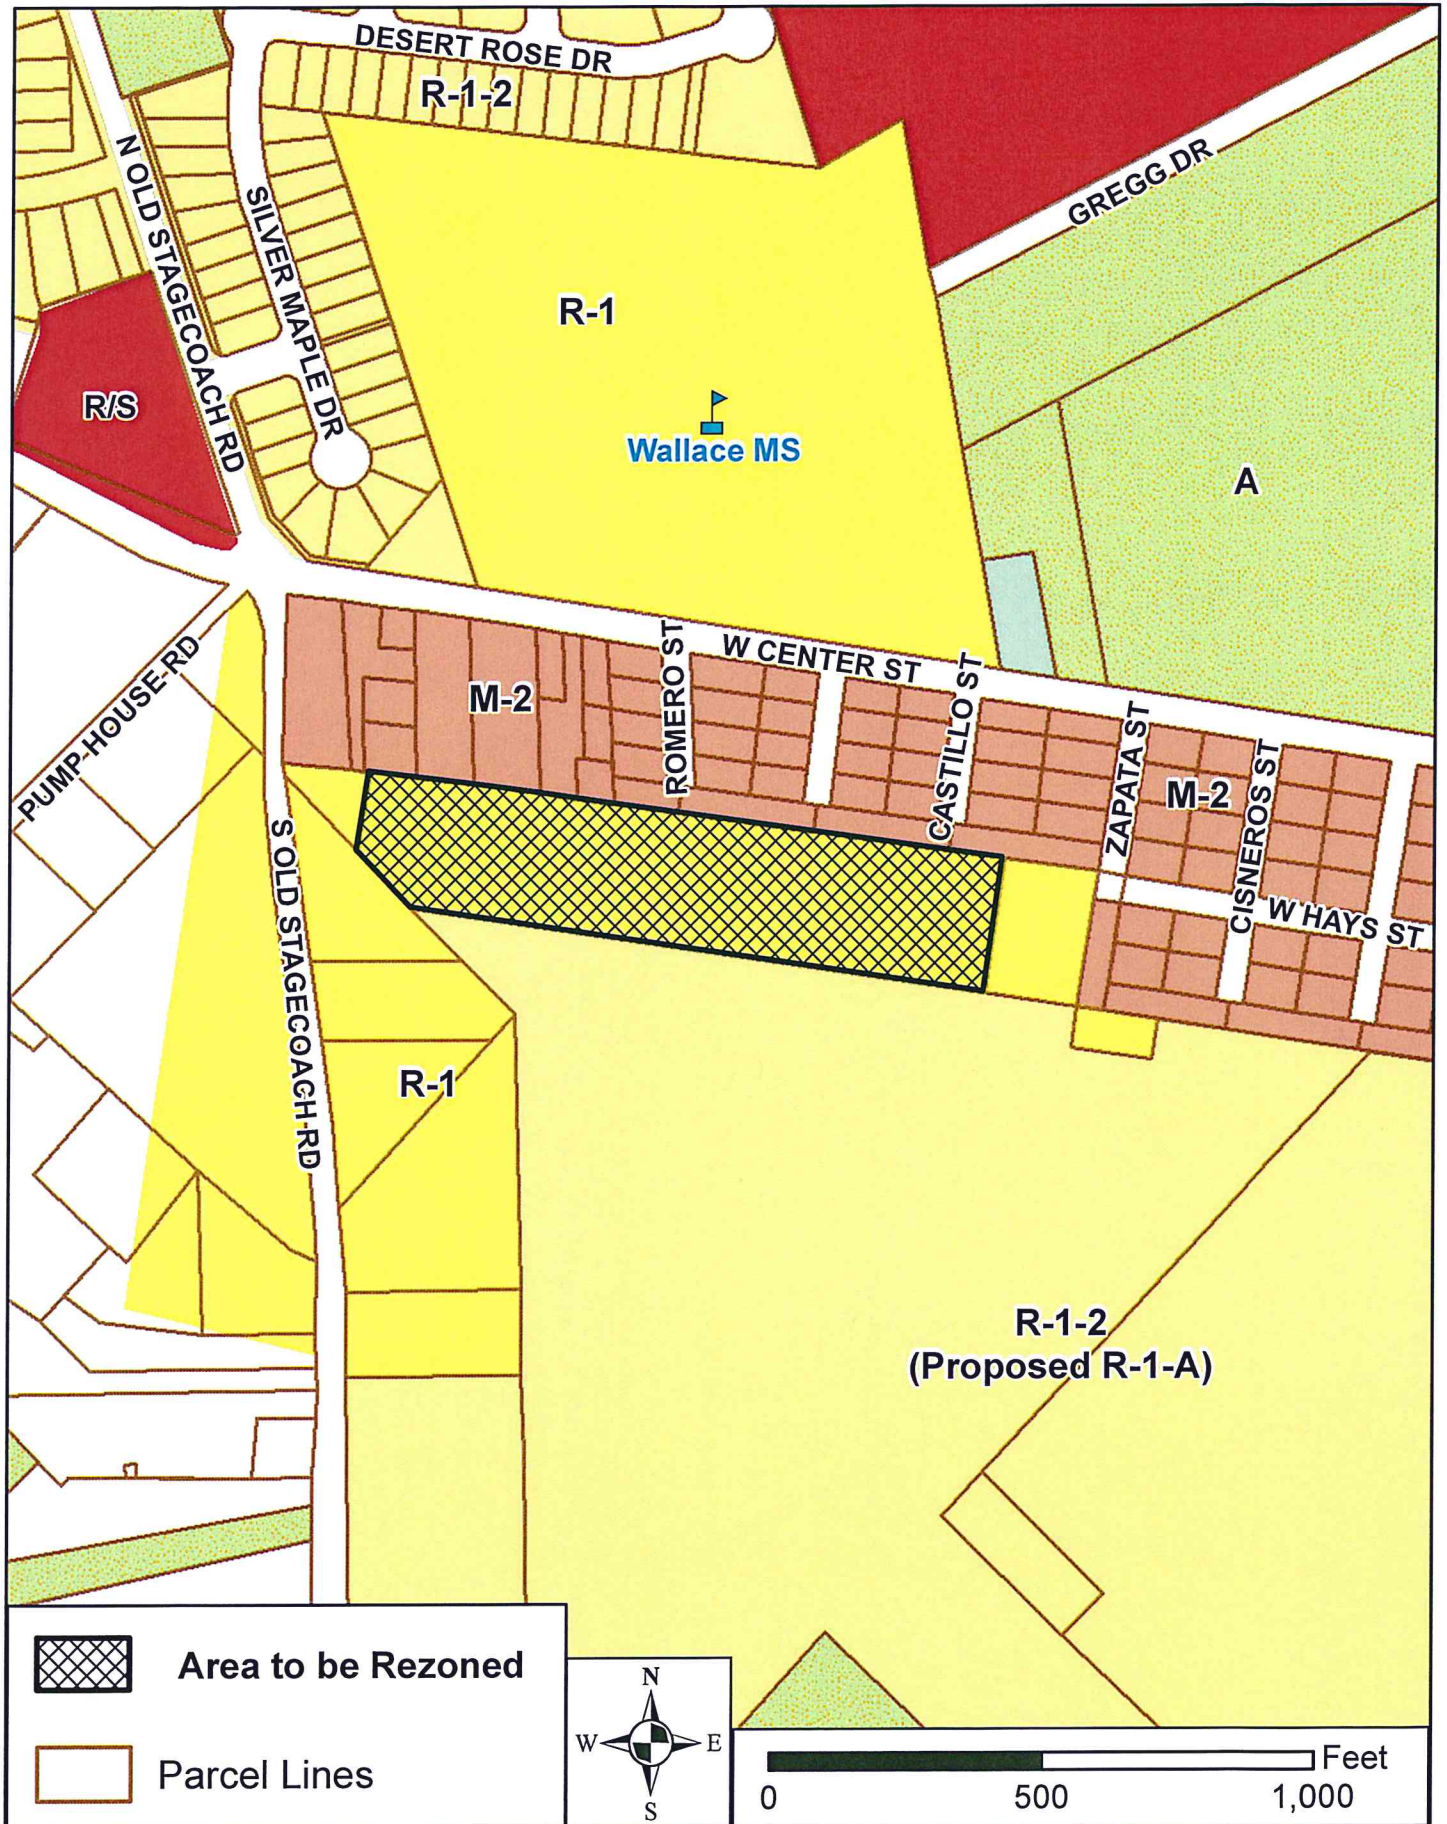 DESERT ROSE DR
R-1-2
N OLD STAGECOACH RD
SILVER MAPLE DR
GREGG DR
R-1
R/S
Wallace MS
A
W CENTER ST
ROMERO ST
CASTILLO ST
PUMP HOUSE RD
M-2
ZAPATA ST
M-2
CISNEROS ST
W HAYS ST
S OLD STAGECOACH RD
R-1
R-1-2
(Proposed R-1-A)
Area to be Rezoned
Parcel Lines
N
W E
S
Feet
0 500 1,000